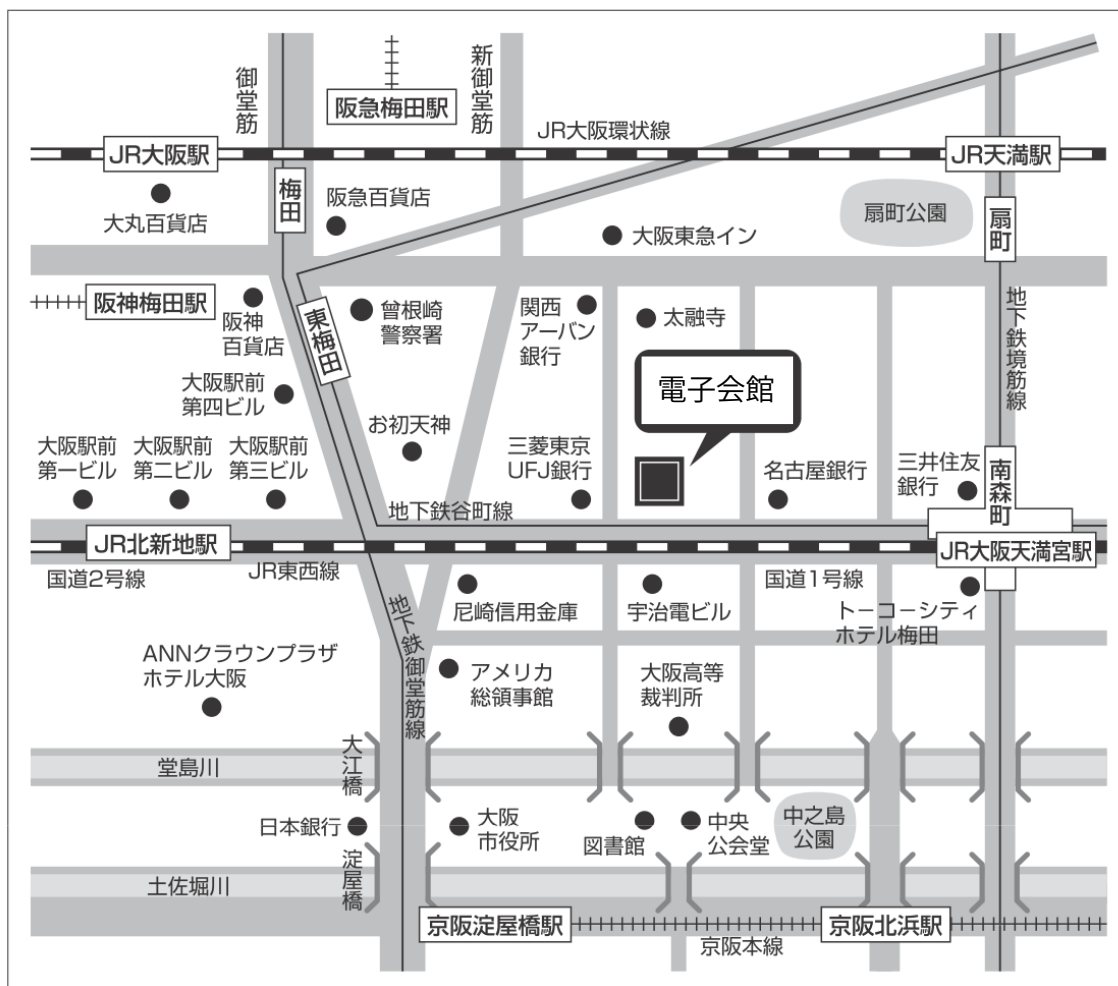 御堂筋
阪急梅田駅
新御堂筋
JR大阪環状線
JR大阪駅
JR天満駅
梅田
大丸百貨店
阪急百貨店
大阪東急イン
扇町公園
扇町
阪神梅田駅
阪神
百貨店
東梅田
曾根崎
警察署
関西
アーバン
銀行
太融寺
地下鉄境筋線
大阪駅前
第四ビル
電子会館
お初天神
大阪駅前
第一ビル
大阪駅前
第二ビル
大阪駅前
第三ビル
三菱東京
UFJ銀行
名古屋銀行
三井住友
銀行
南森町
地下鉄谷町線
JR北新地駅
JR大阪天満宮駅
国道2号線
JR東西線
国道1号線
地下鉄御堂筋線
尼崎信用金庫
宇治電ビル
トーコーシティ
ホテル梅田
ANNクラウンプラザ
ホテル大阪
アメリカ
総領事館
大阪高等
裁判所
堂島川
大江橋
日本銀行
大阪
市役所
図書館
中央
公会堂
中之島
公園
土佐堀川
淀屋橋
京阪淀屋橋駅
京阪北浜駅
京阪本線